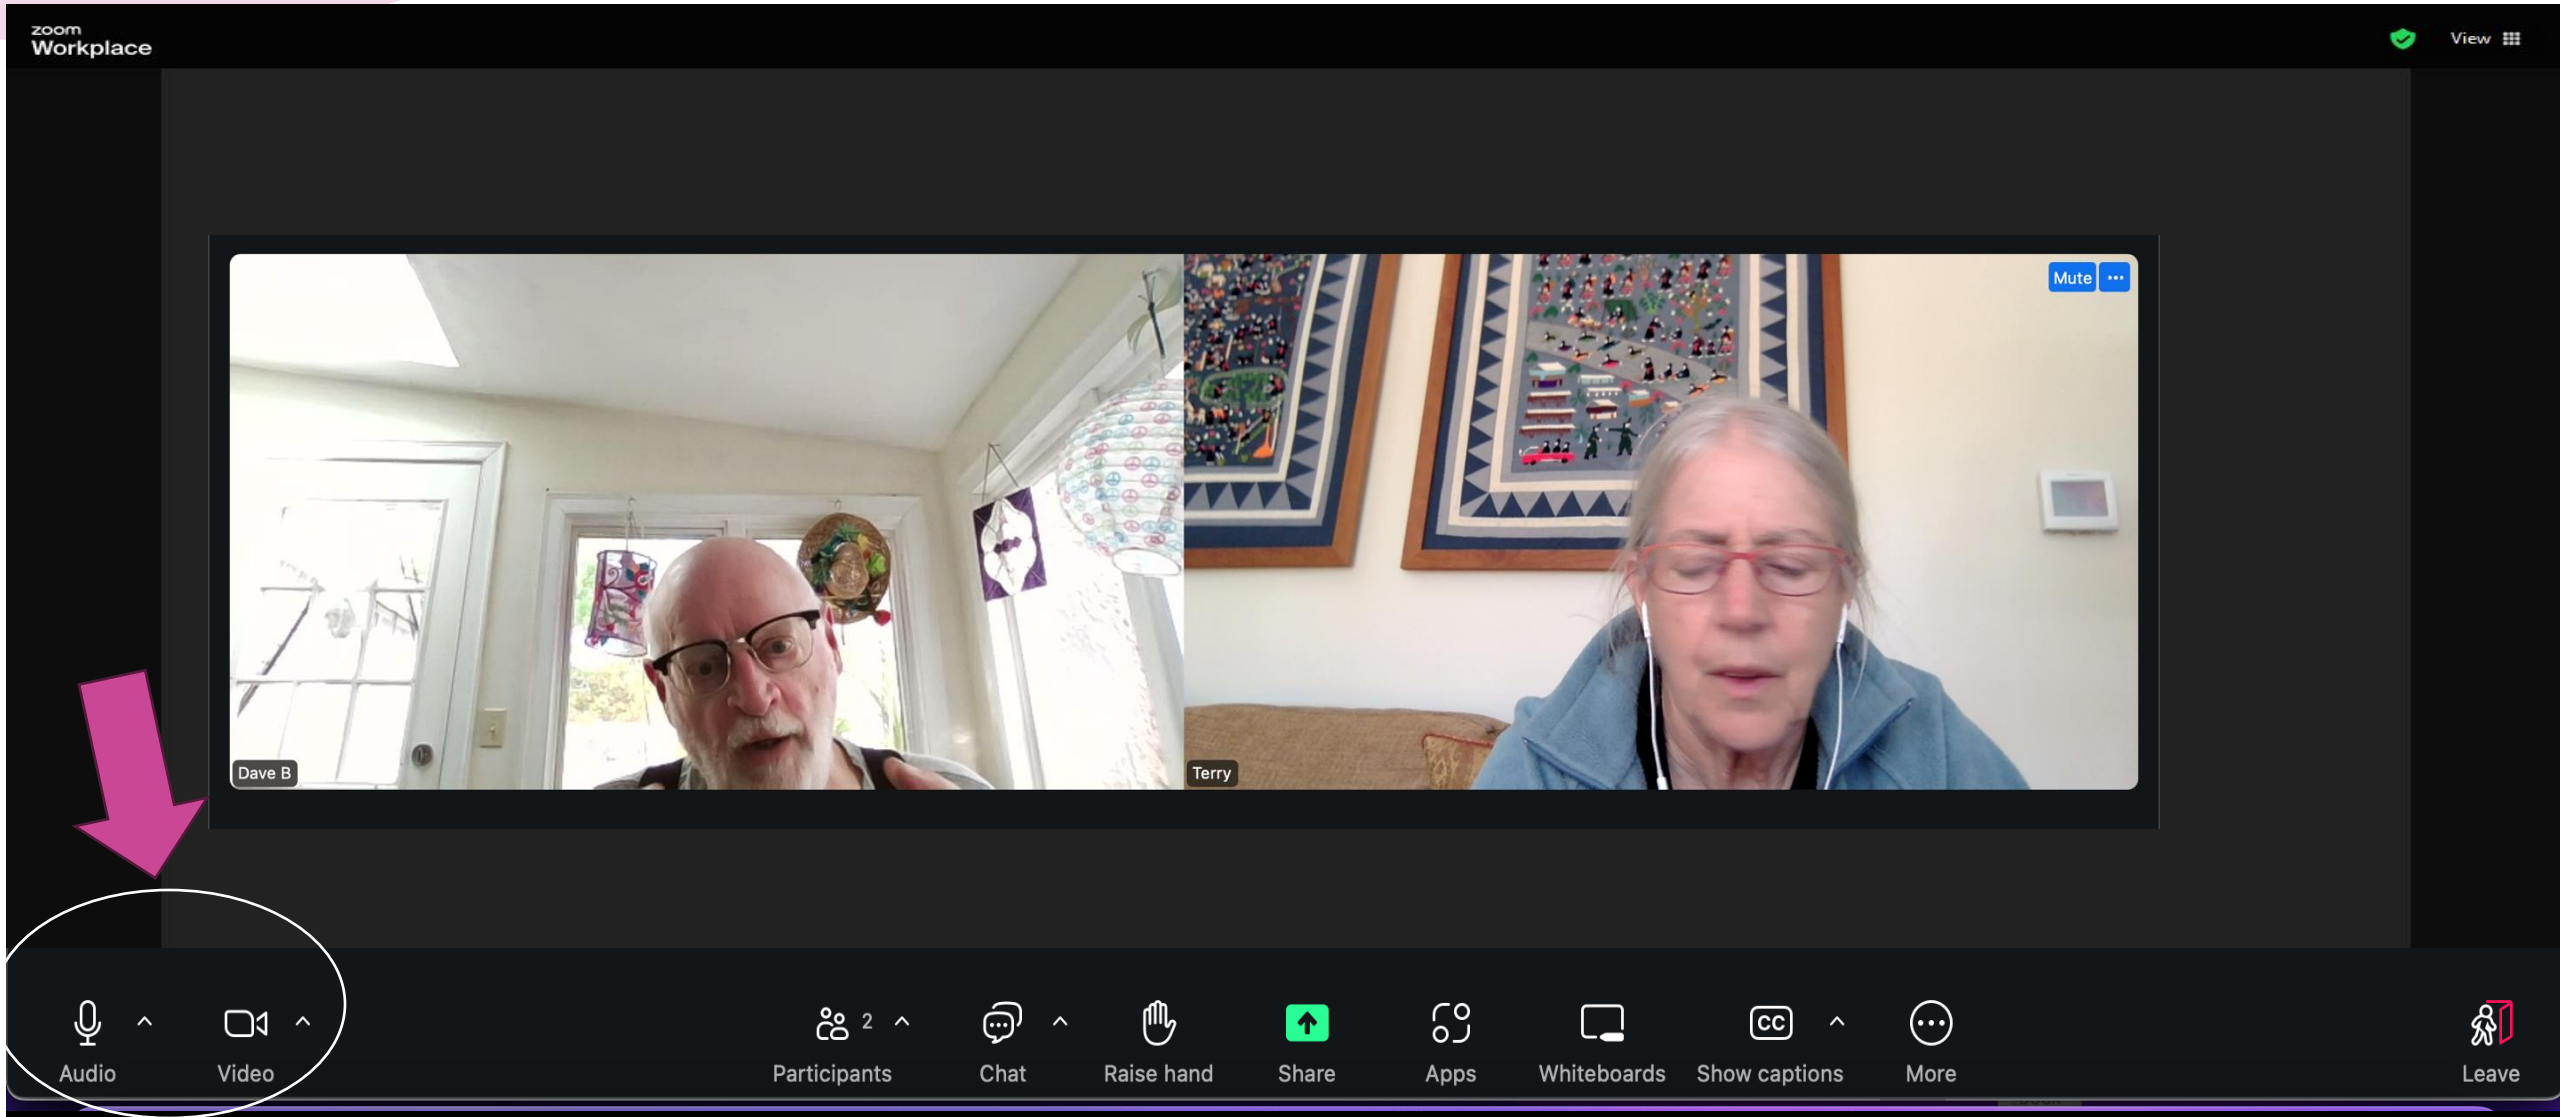 zoom
Workplace
View
Mute
Dave B
Terry
2
CC
Audio
Video
Participants
Chat
Raise hand
Share
Apps
Whiteboards
Show captions
More
Leave